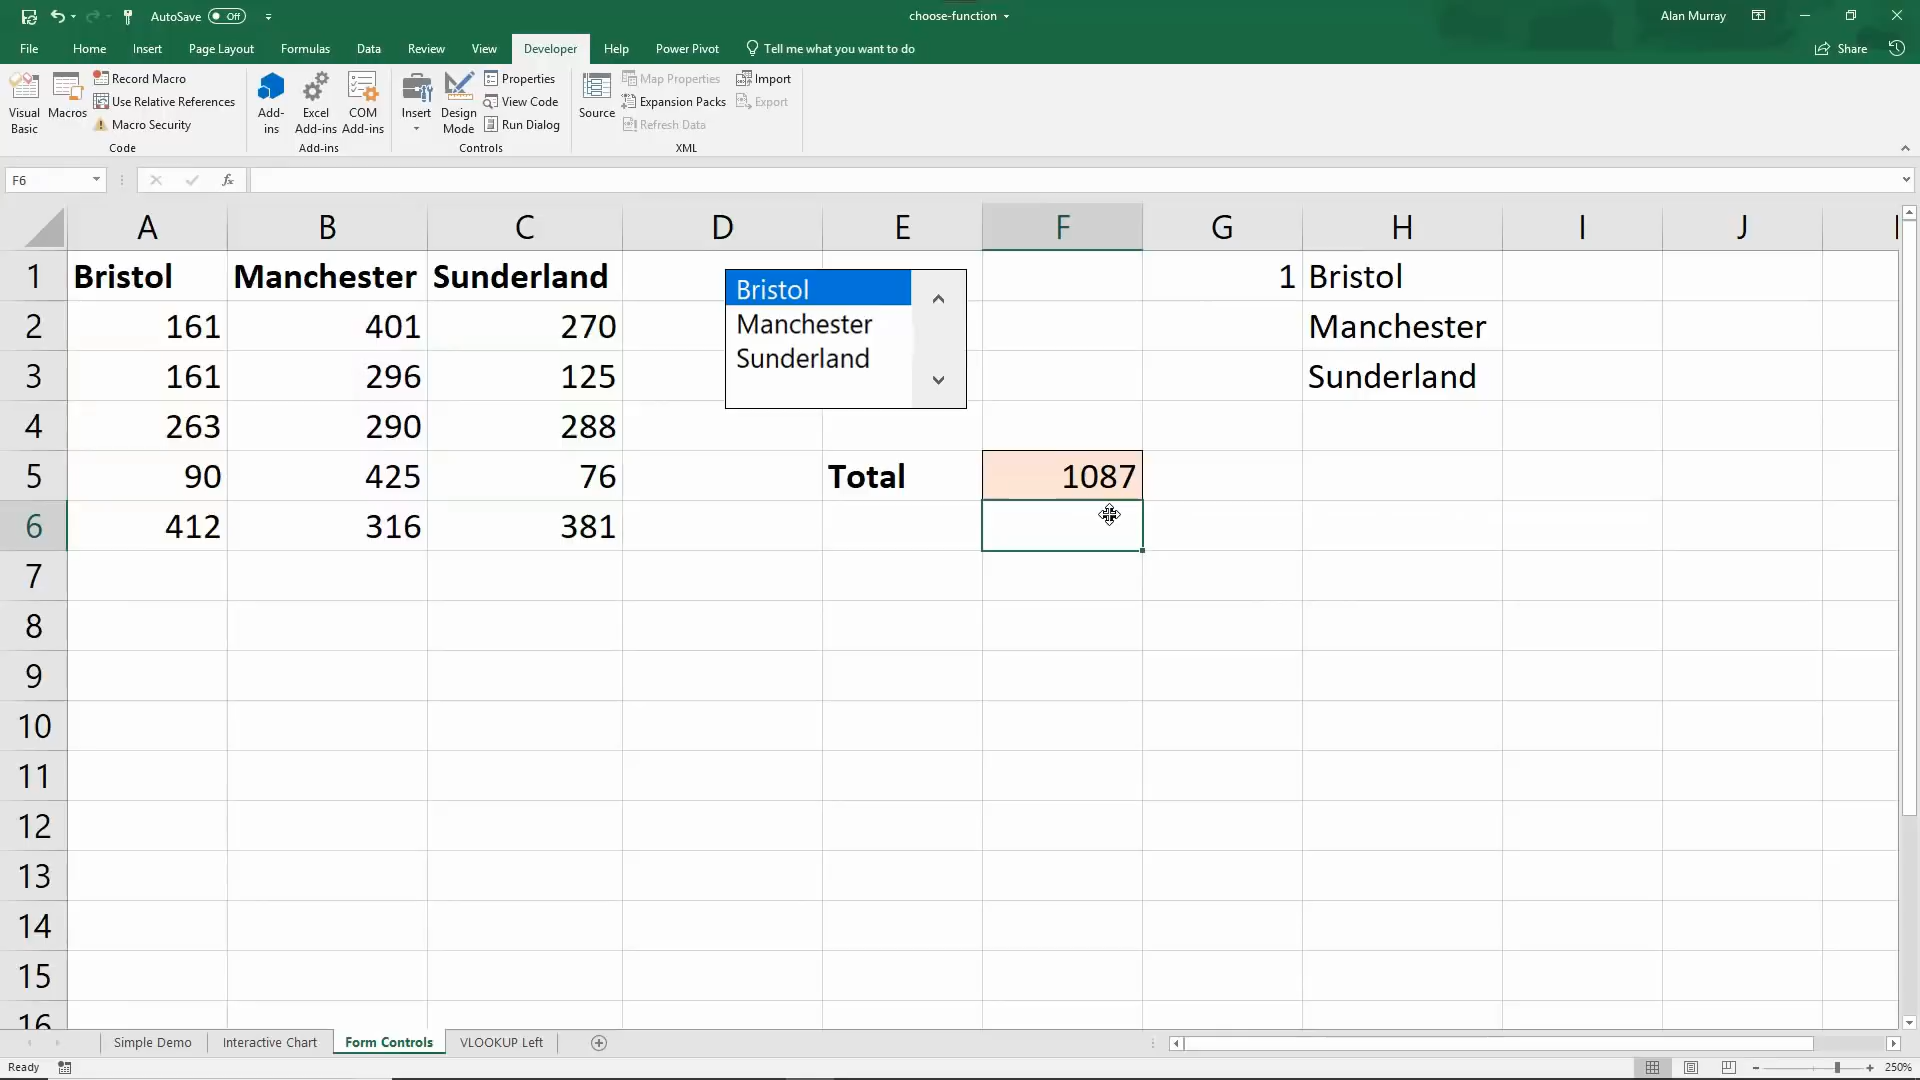 AutoSave Off
choose-function
Alan Murray
File Home Insert Page Layout Formulas Data Review View Developer Help Power Pivot Tell me what you want to do Share
Visual Basic
Macros
Record Macro
Use Relative References
Macro Security
Code
Add-ins
Excel Add-ins
COM Add-ins
Add-ins
Insert
Design Mode
Properties
View Code
Run Dialog
Controls
Source
Map Properties
Expansion Packs
Refresh Data
Import
Export
XML
F6
fx
A B C D E F G H I J
1 Bristol Manchester Sunderland 1 Bristol
2 161 401 270 Manchester
3 161 296 125 Sunderland
4 263 290 288
5 90 425 76 Total 1087
6 412 316 381
Bristol
Manchester
Sunderland
7
8
9
10
11
12
13
14
15
16
Simple Demo Interactive Chart Form Controls VLOOKUP Left
Ready 250%